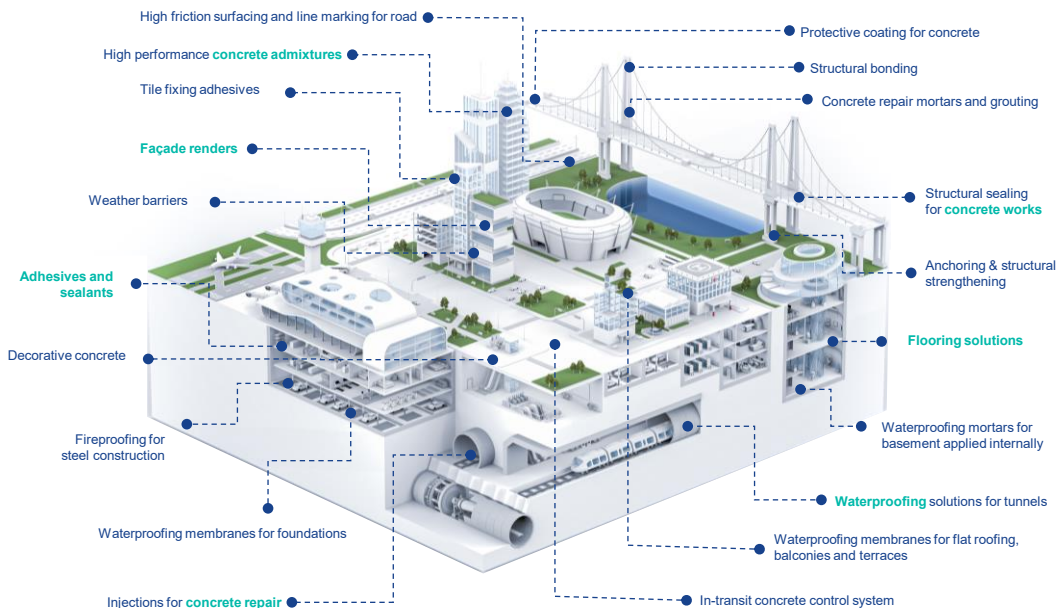 High friction surfacing and line marking for road
High performance concrete admixtures
Tile fixing adhesives
Façade renders
Weather barriers
Adhesives and
sealants
Decorative concrete
Fireproofing for
steel construction
Waterproofing membranes for foundations
Injections for concrete repair
Protective coating for concrete
Structural bonding
Concrete repair mortars and grouting
Structural sealing
for concrete works
Anchoring & structural
strengthening
Flooring solutions
Waterproofing mortars for
basement applied internally
Waterproofing solutions for tunnels
Waterproofing membranes for flat roofing,
balconies and terraces
In-transit concrete control system